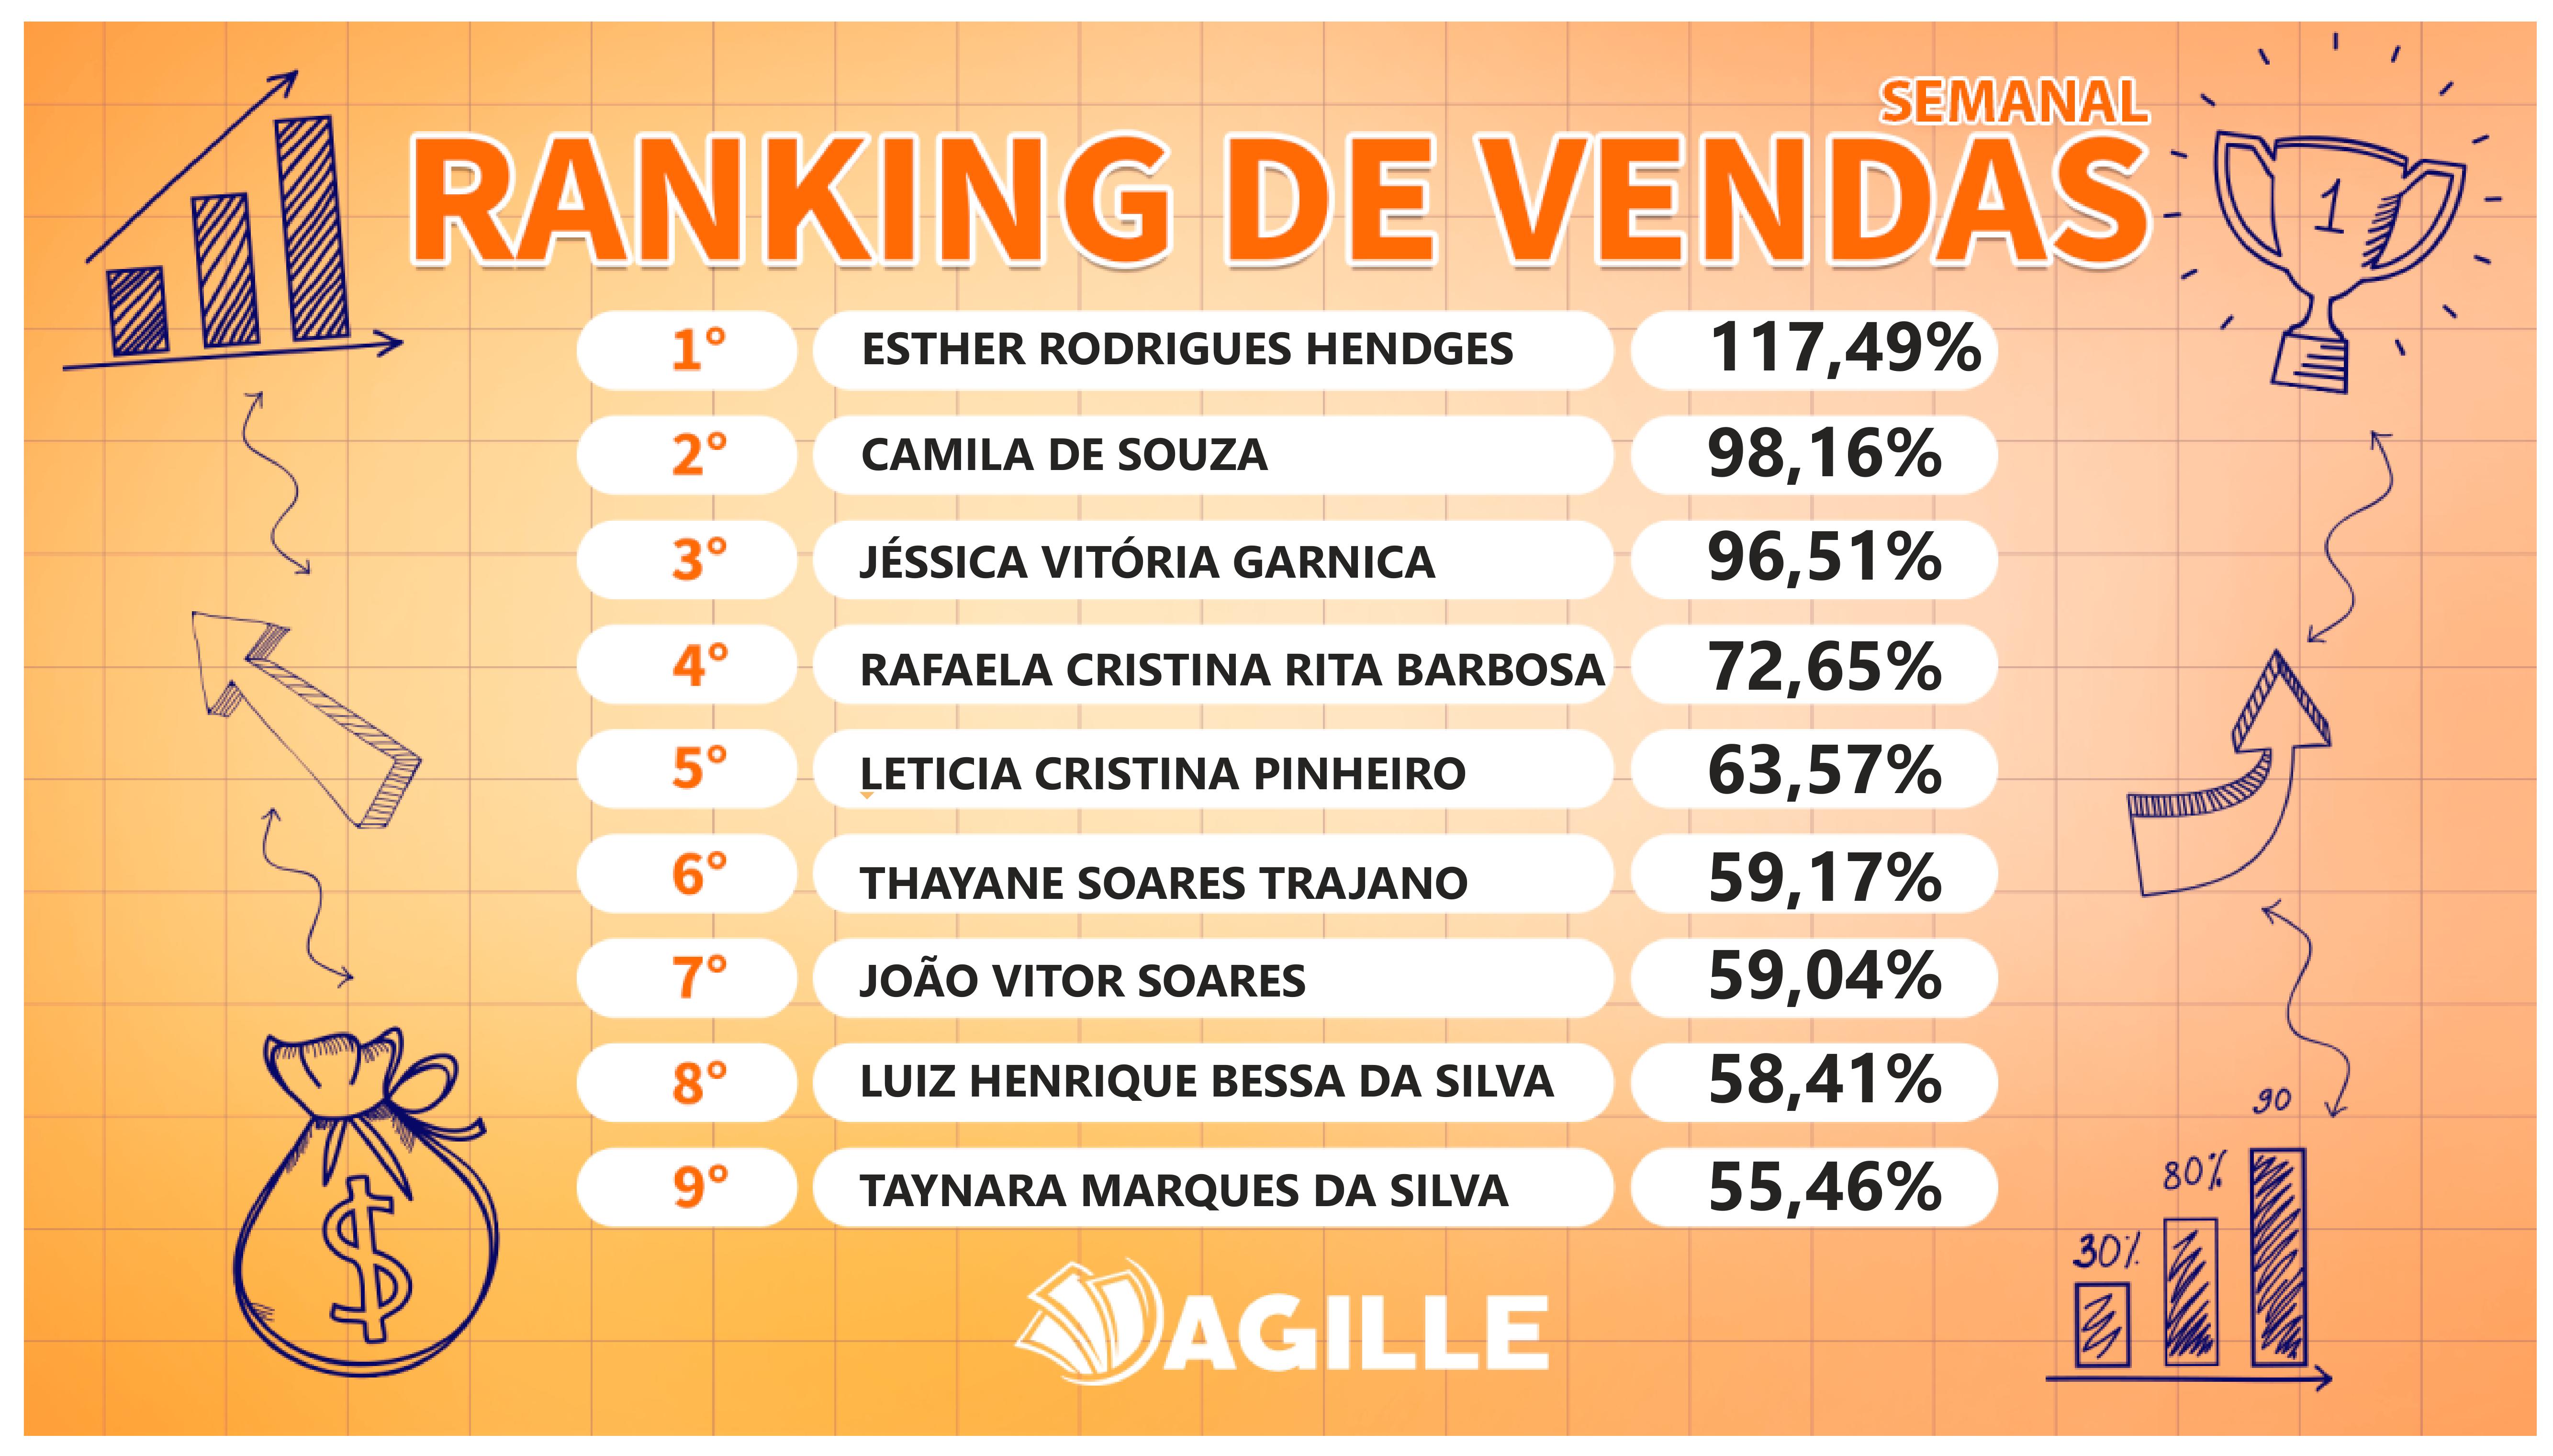 SEMANAL
RANKING DE VENDAS
1
1° ESTHER RODRIGUES HENDGES 117,49%
2° CAMILA DE SOUZA 98,16%
3° JÉSSICA VITÓRIA GARNICA 96,51%
4° RAFAELA CRISTINA RITA BARBOSA 72,65%
5° LETICIA CRISTINA PINHEIRO 63,57%
6° THAYANE SOARES TRAJANO 59,17%
7° JOÃO VITOR SOARES 59,04%
8° LUIZ HENRIQUE BESSA DA SILVA 58,41%
9° TAYNARA MARQUES DA SILVA 55,46%
$
90
80%
30%
AGILLE